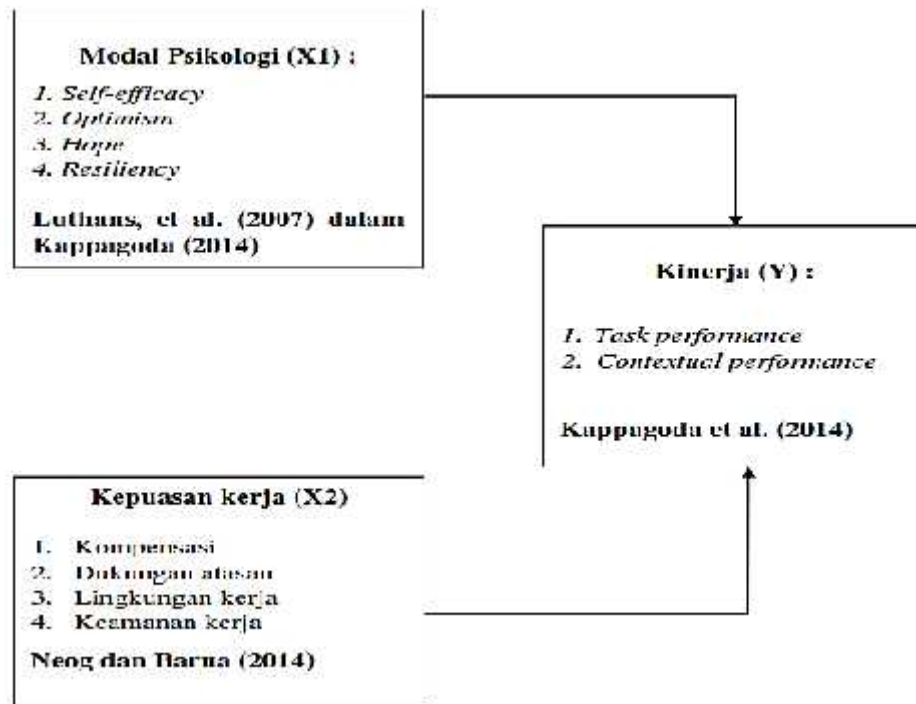 Modal Psikologi (X1) :
1. Self-efficacy
2. Optimism
3. Hope
4. Resiliency
Luthans, et al. (2007) dalam
Kappagoda (2014)
Kinerja (Y) :
1. Task performance
2. Contextual performance
Kappagoda et al. (2014)
Kepuasan kerja (X2)
1. Kompensasi
2. Dukungan atasan
3. Lingkungan kerja
4. Keamanan kerja
Neog dan Barua (2014)